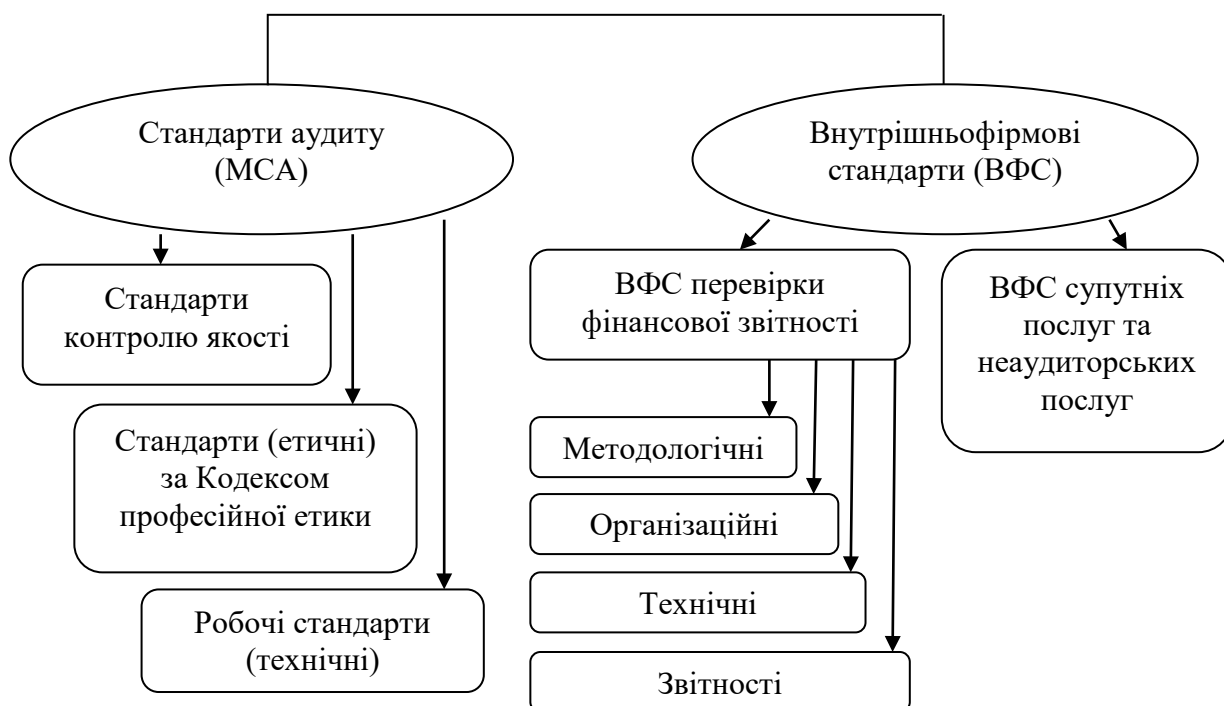 Стандарти аудиту
(МСА)
Внутрішньофірмові
стандарти (ВФС)
Стандарти
контролю якості
Стандарти (етичні)
за Кодексом
професійної етики
Робочі стандарти
(технічні)
ВФС перевірки
фінансової звітності
Методологічні
Організаційні
Технічні
Звітності
ВФС супутніх
послуг та
неаудиторських
послуг